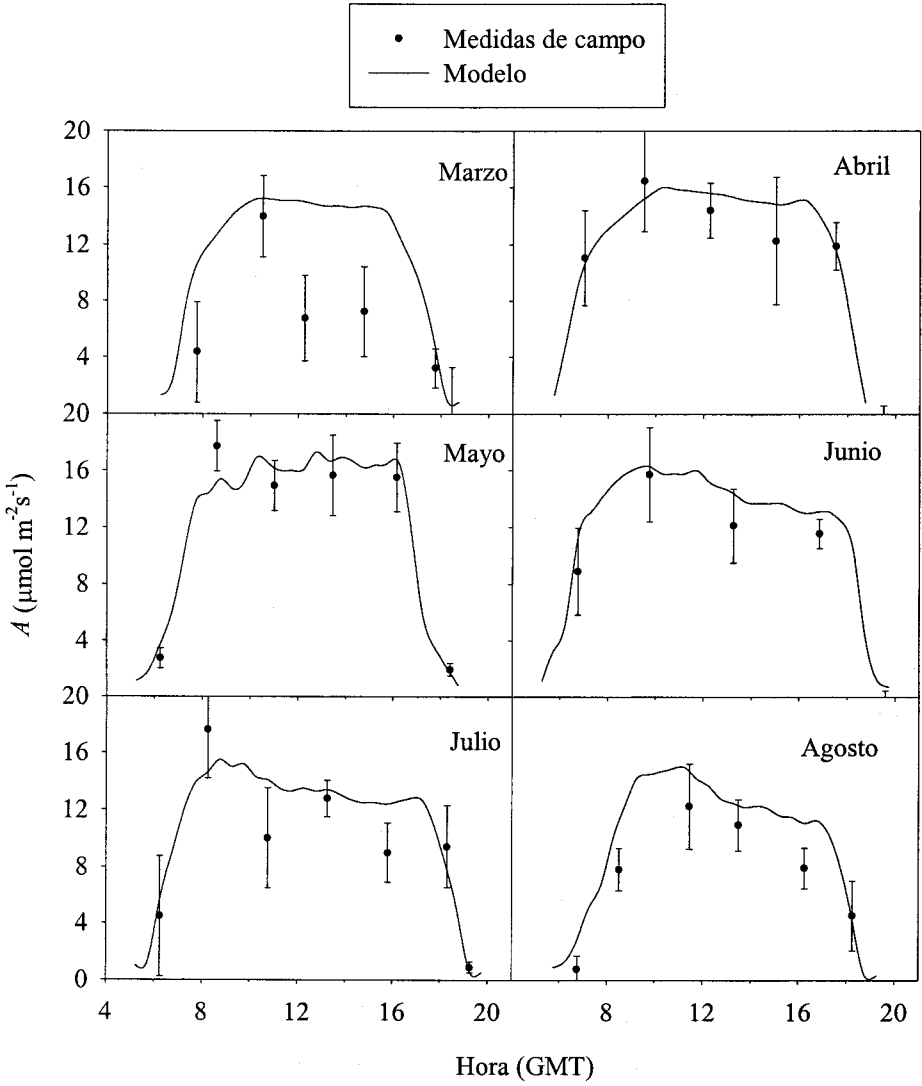 Medidas de campo
Modelo
20
16
12
8
4
20
16
12
8
4
20
16
12
8
4
0
Marzo
Abril
Mayo
Junio
Julio
Agosto
A (μmol m⁻²s⁻¹)
4 8 12 16 20
8 12 16 20
Hora (GMT)